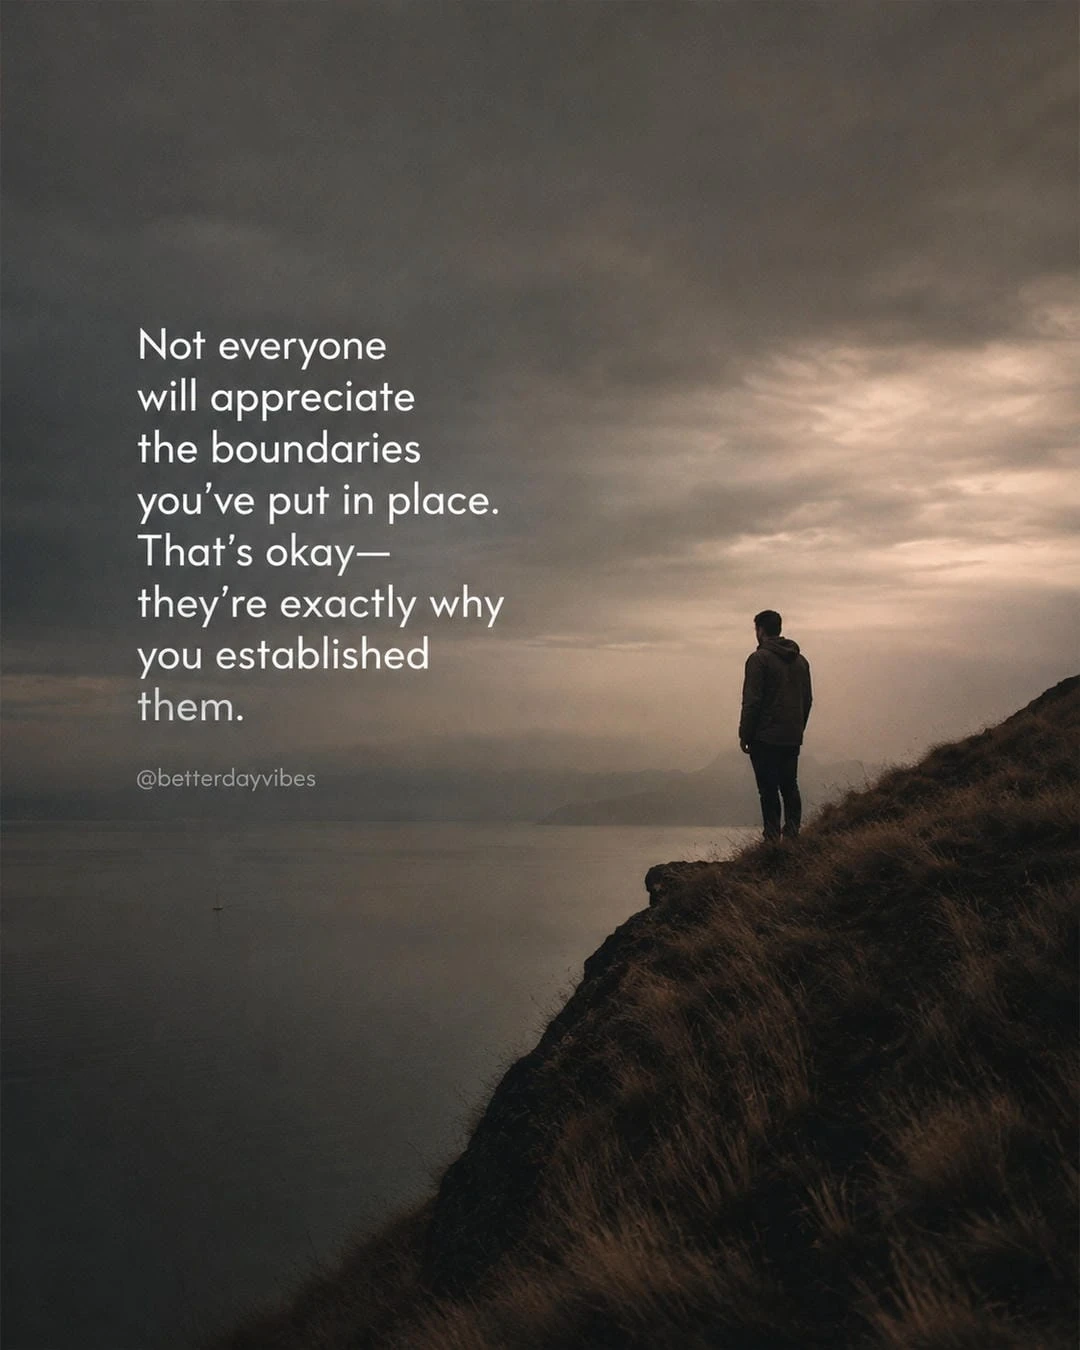 Not everyone
will appreciate
the boundaries
you’ve put in place.
That’s okay—
they’re exactly why
you established
them.
@betterdayvibes